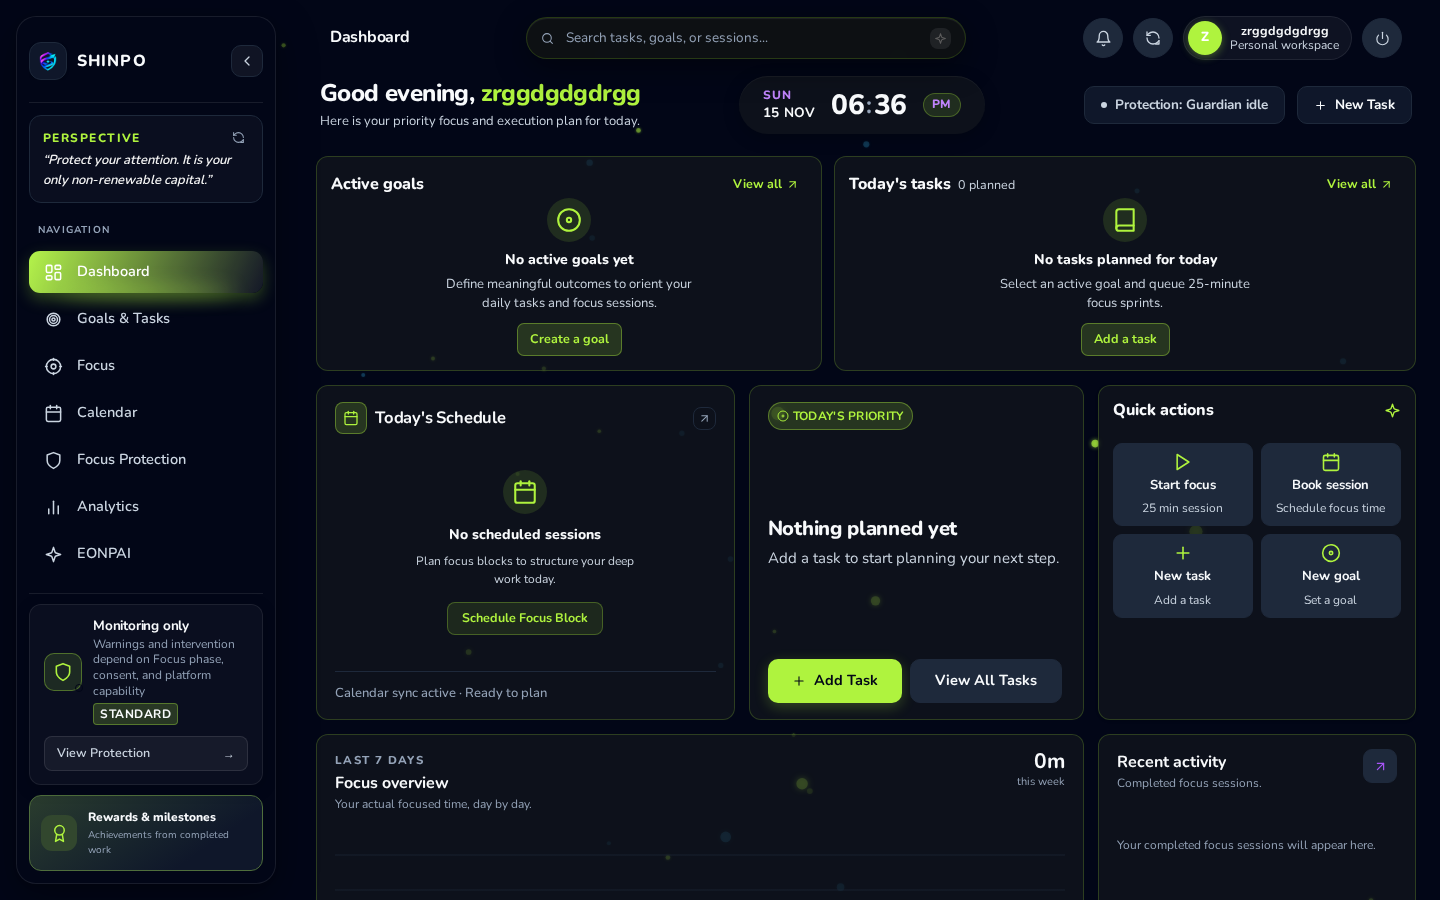 SHINPO
PERSPECTIVE
“Protect your attention. It is your
only non-renewable capital.”
NAVIGATION
Dashboard
Goals & Tasks
Focus
Calendar
Focus Protection
Analytics
EONPAI
Monitoring only
Warnings and intervention
depend on Focus phase,
consent, and platform
capability
STANDARD
View Protection →
Rewards & milestones
Achievements from completed
work
Dashboard
Search tasks, goals, or sessions...
Z
zrggdgdgdrgg
Personal workspace
Good evening, zrggdgdgdrgg
Here is your priority focus and execution plan for today.
SUN
15 NOV
06:36 PM
Protection: Guardian idle
+ New Task
Active goals
View all
No active goals yet
Define meaningful outcomes to orient your
daily tasks and focus sessions.
Create a goal
Today's tasks 0 planned
View all
No tasks planned for today
Select an active goal and queue 25-minute
focus sprints.
Add a task
Today's Schedule
No scheduled sessions
Plan focus blocks to structure your deep
work today.
Schedule Focus Block
Calendar sync active · Ready to plan
TODAY'S PRIORITY
Nothing planned yet
Add a task to start planning your next step.
+ Add Task
View All Tasks
Quick actions
Start focus
25 min session
Book session
Schedule focus time
New task
Add a task
New goal
Set a goal
LAST 7 DAYS
Focus overview
Your actual focused time, day by day.
0m
this week
Recent activity
Completed focus sessions.
Your completed focus sessions will appear here.